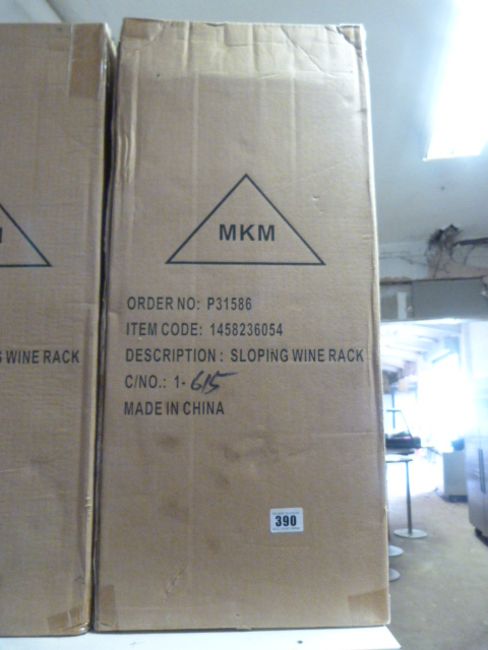 MKM
ORDER NO: P31586
ITEM CODE: 1458236054
DESCRIPTION: SLOPING WINE RACK
C/NO.: 1-615
MADE IN CHINA
390
WINE RACK